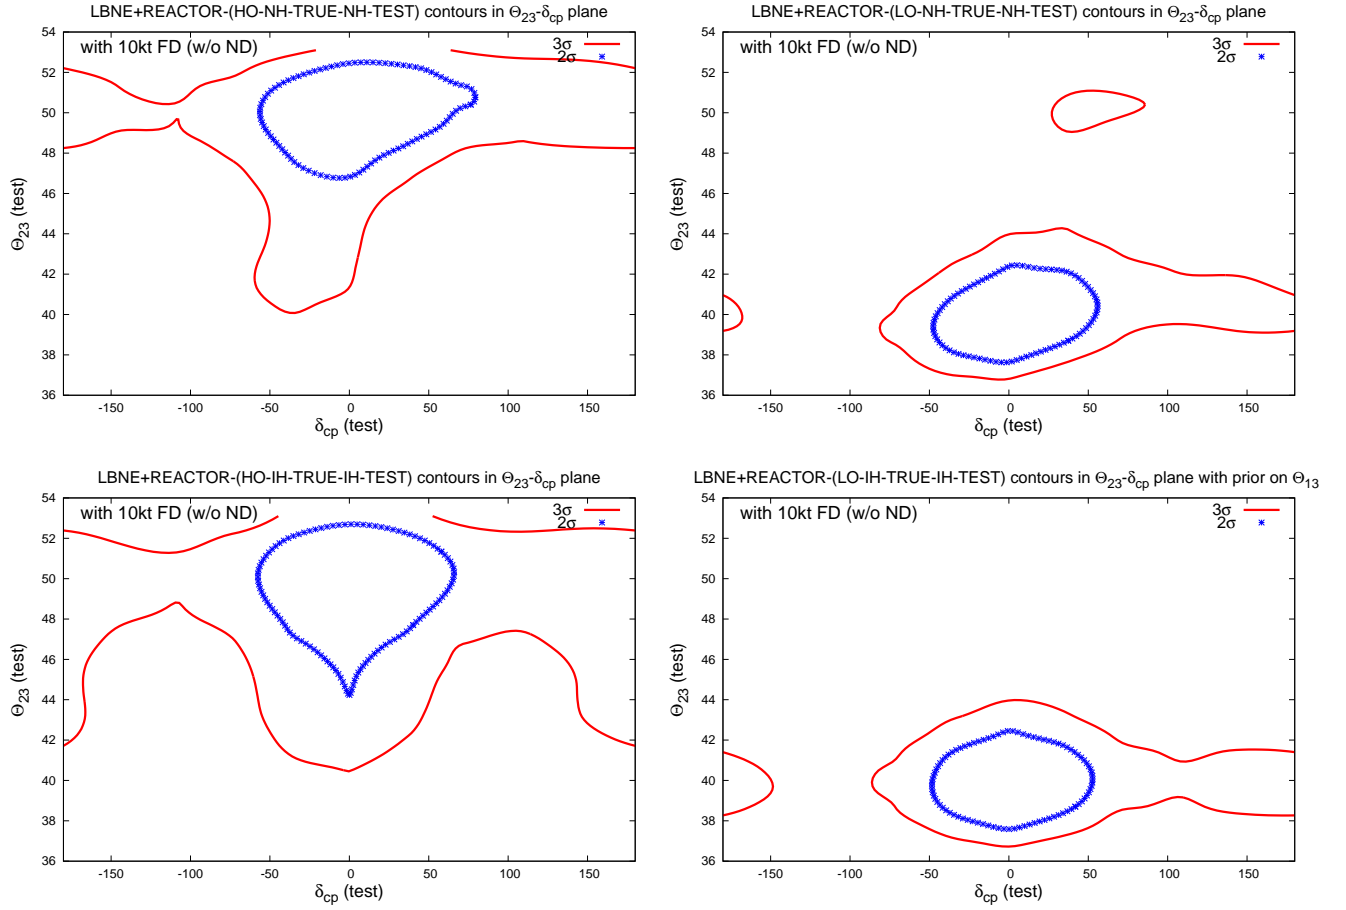 LBNE+REACTOR-(HO-NH-TRUE-NH-TEST) contours in Θ23-δcp plane
with 10kt FD (w/o ND)
3σ
2σ
54
52
50
48
46
44
42
40
38
36
Θ23 (test)
-150 -100 -50 0 50 100 150
δcp (test)
LBNE+REACTOR-(LO-NH-TRUE-NH-TEST) contours in Θ23-δcp plane
with 10kt FD (w/o ND)
3σ
2σ
54
52
50
48
46
44
42
40
38
36
Θ23 (test)
-150 -100 -50 0 50 100 150
δcp (test)
LBNE+REACTOR-(HO-IH-TRUE-IH-TEST) contours in Θ23-δcp plane
with 10kt FD (w/o ND)
3σ
2σ
54
52
50
48
46
44
42
40
38
36
Θ23 (test)
-150 -100 -50 0 50 100 150
δcp (test)
LBNE+REACTOR-(LO-IH-TRUE-IH-TEST) contours in Θ23-δcp plane with prior on Θ13
with 10kt FD (w/o ND)
3σ
2σ
54
52
50
48
46
44
42
40
38
36
Θ23 (test)
-150 -100 -50 0 50 100 150
δcp (test)